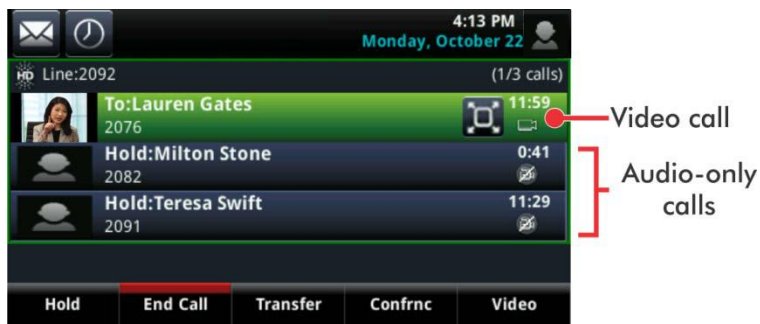 4:13 PM
Monday, October 22
HD Line:2092 (1/3 calls)
To:Lauren Gates 11:59
2076
Video call
Hold:Milton Stone 0:41
2082
Audio-only
calls
Hold:Teresa Swift 11:29
2091
Hold End Call Transfer Confrnc Video